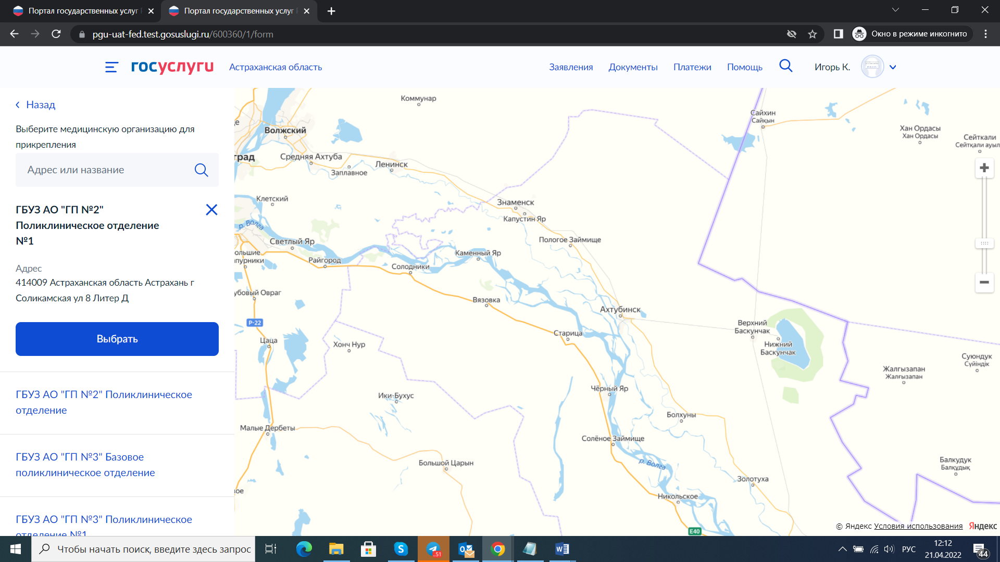 Портал государственных услуг
Портал государственных услуг
pgu-uat-fed.test.gosuslugi.ru/600360/1/form
Окно в режиме инкогнито
госуслуги
Астраханская область
Заявления
Документы
Платежи
Помощь
Игорь К.
Назад
Выберите медицинскую организацию для
прикрепления
Адрес или название
ГБУЗ АО "ГП №2"
Поликлиническое отделение
№1
Адрес
414009 Астраханская область Астрахань г
Соликамская ул 8 Литер Д
Выбрать
ГБУЗ АО "ГП №2" Поликлиническое
отделение
ГБУЗ АО "ГП №3" Базовое
поликлиническое отделение
ГБУЗ АО "ГП №3" Поликлиническое
отделение №1
Коммунар
Сайхин
Сайқын
Хан Ордасы
Хан Ордасы
Сейткали
Сейтқали ауыл
Волжский
град
Средняя Ахтуба
Заплавное
Ленинск
Клетский
Знаменск
Капустин Яр
р. Волга
Светлый Яр
Пологое Займище
ольшие
пурники
Райгород
Каменный Яр
Солодники
убовый Овраг
Вязовка
Ахтубинск
Р-22
Верхний
Баскунчак
Старица
Цаца
Хонч Нур
Нижний
Баскунчак
Суюндук
Сүйіндік
Жалгызапан
Жалғызапан
Чёрный Яр
Ики-Бухус
Болхуны
Малые Дербеты
Солёное Займище
Большой Царын
р. Волга
Балкудук
Балқұдық
Золотуха
вое
Никольское
E40
© Яндекс Условия использования
Яндекс
Чтобы начать поиск, введите здесь запрос
51
РУС
12:12
21.04.2022
44